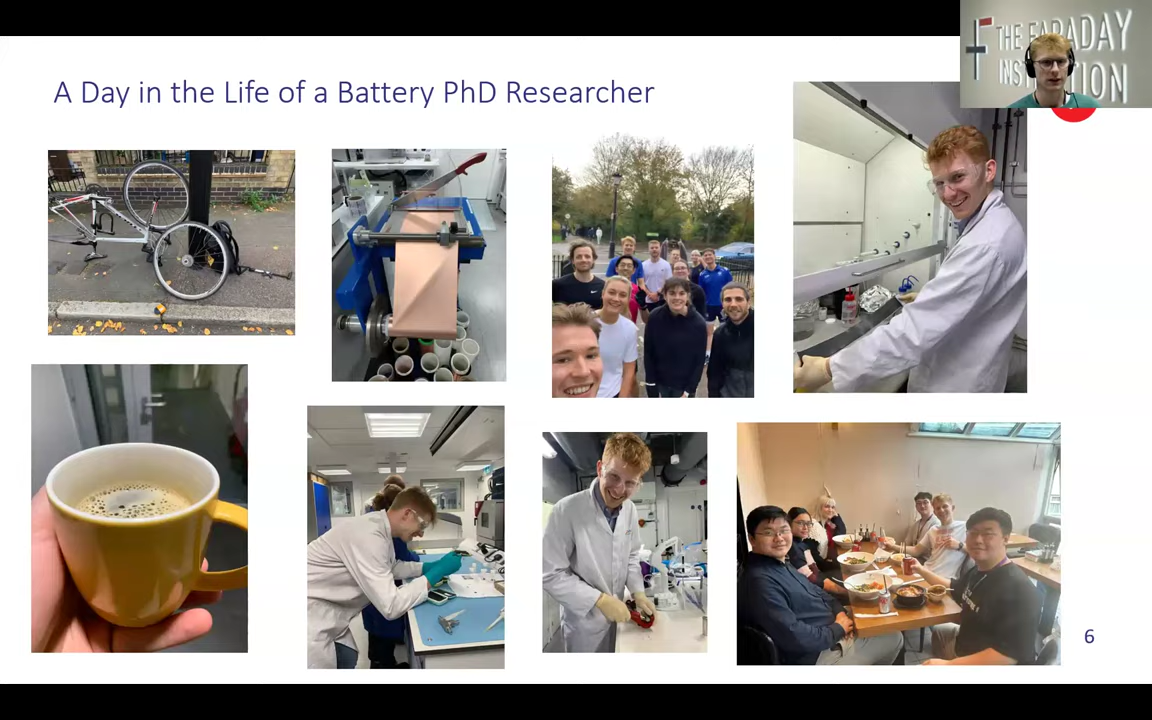 A Day in the Life of a Battery PhD Researcher
THE FARADAY
INSTITUTION
6